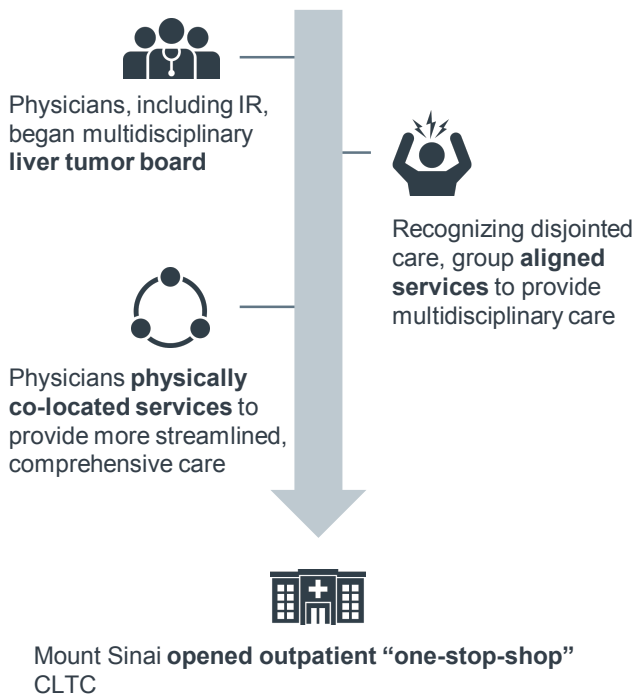 Physicians, including IR,
began multidisciplinary
liver tumor board
Recognizing disjointed
care, group aligned
services to provide
multidisciplinary care
Physicians physically
co-located services to
provide more streamlined,
comprehensive care
Mount Sinai opened outpatient “one-stop-shop”
CLTC